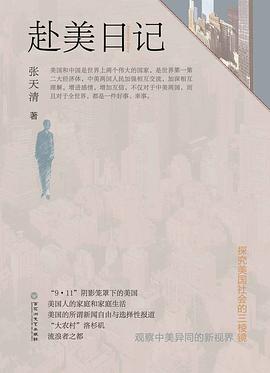 赴美日记
张天清
著
美国和中国是世界上两个伟大的国家，是世界第一第
二大经济体，中美两国人民加强相互交流，加深相互
理解，增进感情，增加互信，不仅对于中美两国，而
且对于全世界，都是一件好事、幸事。
探究美国社会的三棱镜
观察中美异同的新视界
“9·11”阴影笼罩下的美国
美国人的家庭和家庭生活
美国的所谓新闻自由与选择性报道
“大农村”洛杉矶
流浪者之都